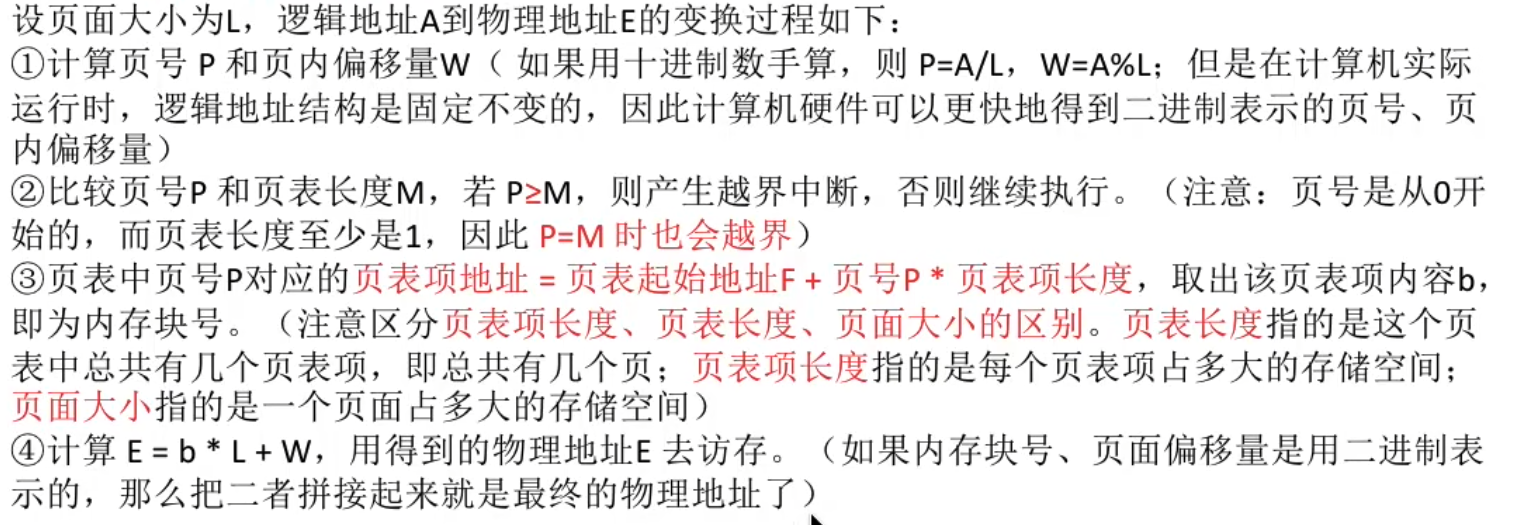 设页面大小为L，逻辑地址A到物理地址E的变换过程如下：
①计算页号 P 和页内偏移量W（ 如果用十进制数手算，则 P=A/L，W=A%L；但是在计算机实际
运行时，逻辑地址结构是固定不变的，因此计算机硬件可以更快地得到二进制表示的页号、页
内偏移量）
②比较页号P 和页表长度M，若 P≥M，则产生越界中断，否则继续执行。（注意：页号是从0开
始的，而页表长度至少是1，因此 P=M 时也会越界）
③页表中页号P对应的页表项地址 = 页表起始地址F + 页号P * 页表项长度，取出该页表项内容b，
即为内存块号。（注意区分页表项长度、页表长度、页面大小的区别。页表长度指的是这个页
表中总共有几个页表项，即总共有几个页；页表项长度指的是每个页表项占多大的存储空间；
页面大小指的是一个页面占多大的存储空间）
④计算 E = b * L + W，用得到的物理地址E 去访存。（如果内存块号、页面偏移量是用二进制表
示的，那么把二者拼接起来就是最终的物理地址了）